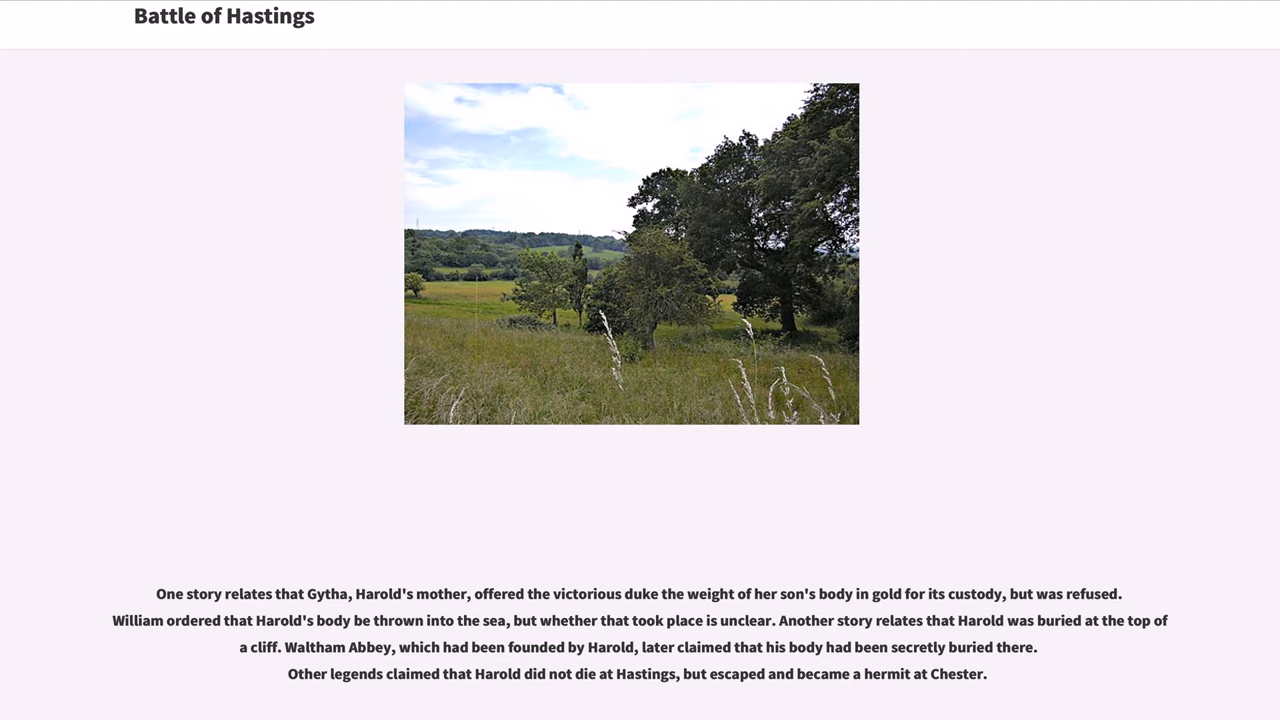 Battle of Hastings
One story relates that Gytha, Harold's mother, offered the victorious duke the weight of her son's body in gold for its custody, but was refused.
William ordered that Harold's body be thrown into the sea, but whether that took place is unclear. Another story relates that Harold was buried at the top of
a cliff. Waltham Abbey, which had been founded by Harold, later claimed that his body had been secretly buried there.
Other legends claimed that Harold did not die at Hastings, but escaped and became a hermit at Chester.